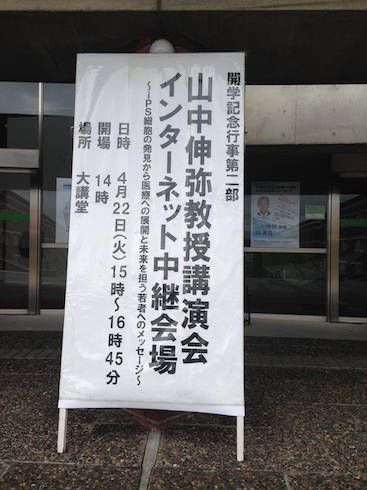 開学記念行事第二部
山中伸弥教授講演会
インターネット中継会場
～iPS細胞の発見から医療への展開と未来を担う若者へのメッセージ～
日時 4月22日(火)15時～16時45分
開場 14時
場所 大講堂